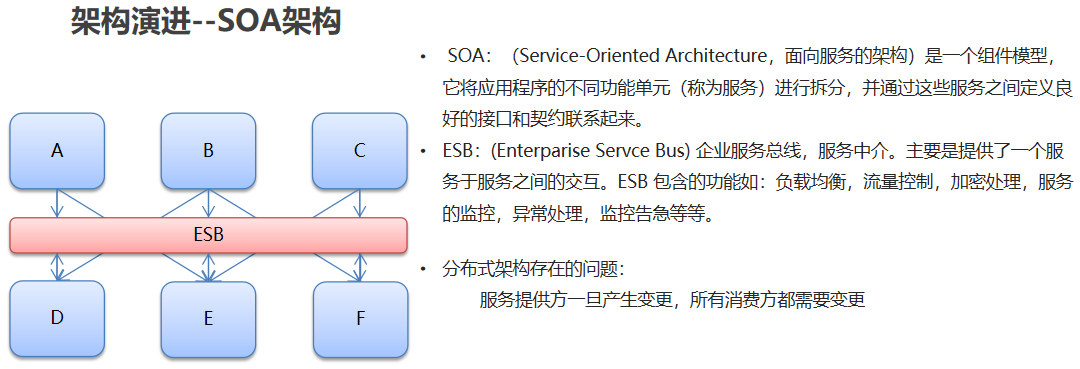 架构演进--SOA架构
• SOA：（Service-Oriented Architecture，面向服务的架构）是一个组件模型，
它将应用程序的不同功能单元（称为服务）进行拆分，并通过这些服务之间定义良
好的接口和契约联系起来。
• ESB：(Enterparise Servce Bus) 企业服务总线，服务中介。主要是提供了一个服
务于服务之间的交互。ESB 包含的功能如：负载均衡，流量控制，加密处理，服务
的监控，异常处理，监控告急等等。
• 分布式架构存在的问题：
服务提供方一旦产生变更，所有消费方都需要变更
A
B
C
ESB
D
E
F